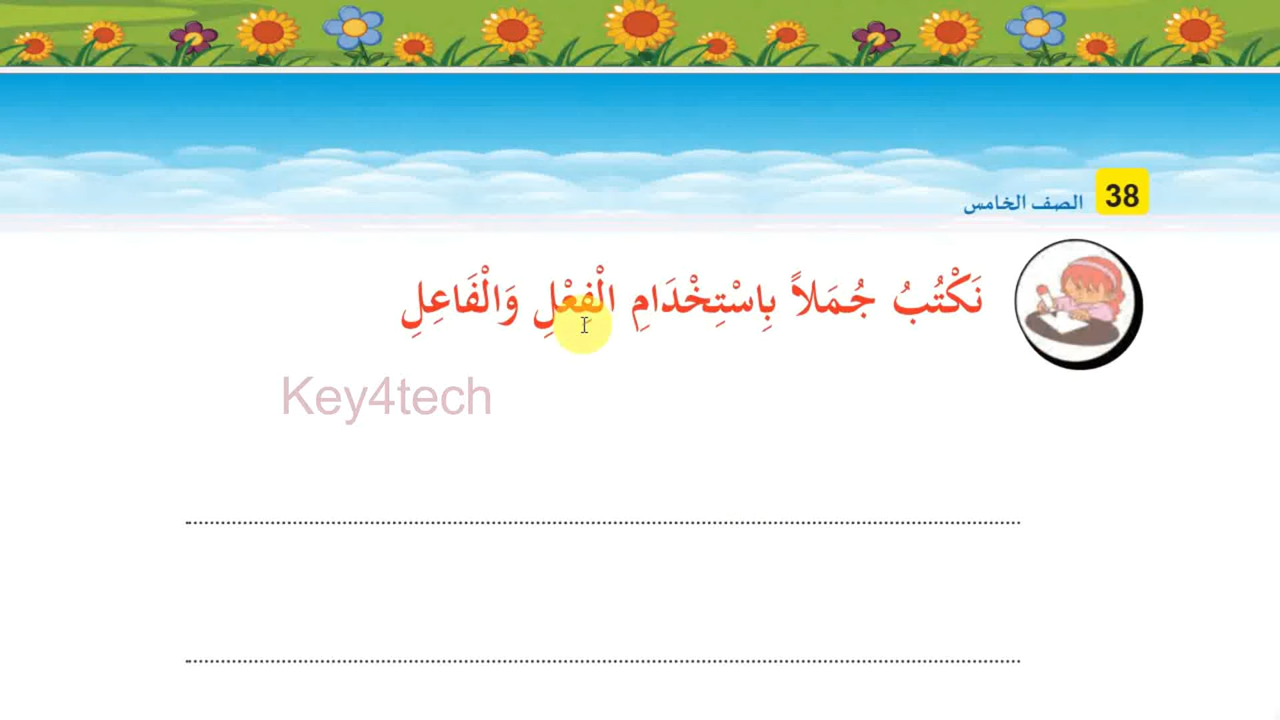 38 الصف الخامس
نَكْتُبُ جُمَلاً بِاسْتِخْدَامِ الْفِعْلِ وَالْفَاعِلِ
Key4tech